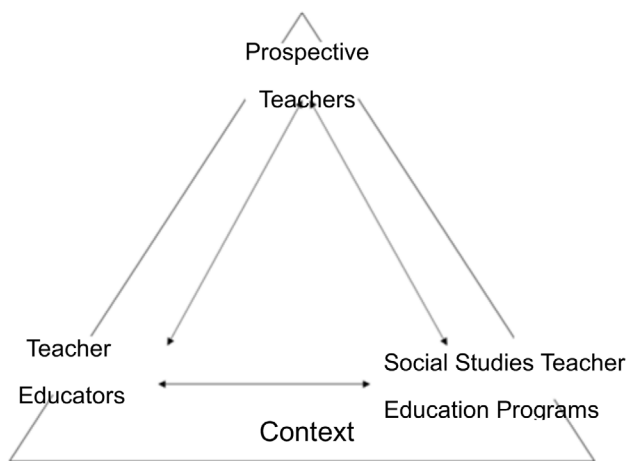 Prospective
Teachers
Teacher
Educators
Social Studies Teacher
Education Programs
Context